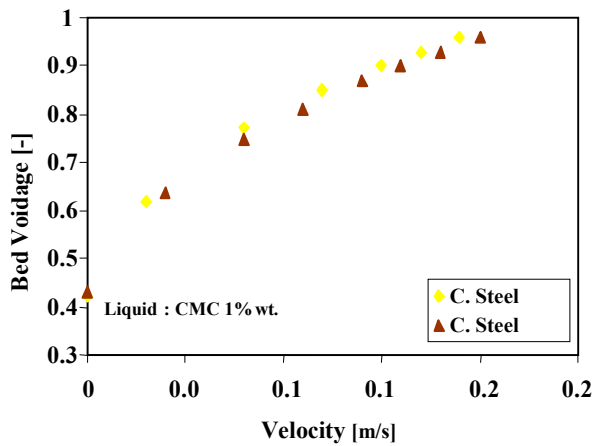 1
0.9
0.8
0.7
0.6
0.5
0.4
0.3
Bed Voidage [-]
Liquid : CMC 1% wt.
C. Steel
C. Steel
0 0.0 0.1 0.1 0.2 0.2
Velocity [m/s]